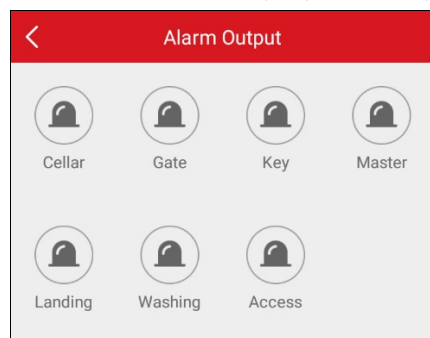 Alarm Output
Cellar Gate Key Master
Landing Washing Access